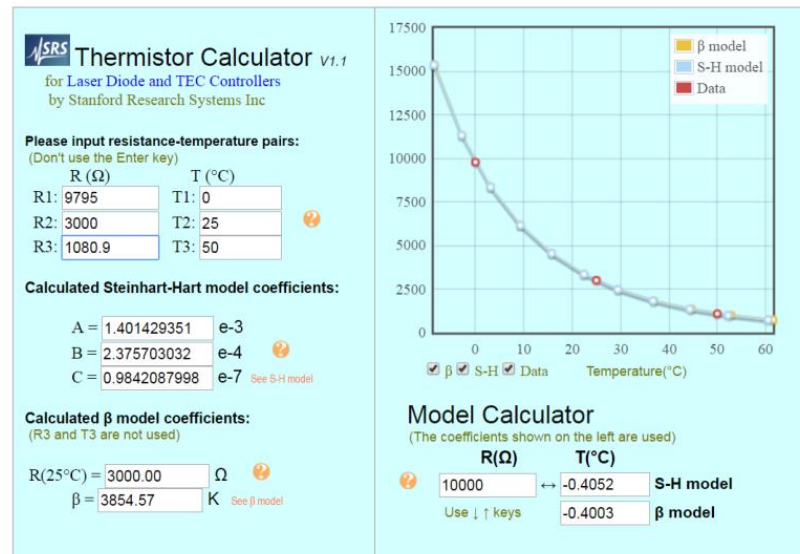 SRS Thermistor Calculator V1.1
for Laser Diode and TEC Controllers
by Stanford Research Systems Inc
Please input resistance-temperature pairs:
(Don't use the Enter key)
R (Ω) T (°C)
R1: 9795 T1: 0
R2: 3000 T2: 25 ?
R3: 1080.9 T3: 50
Calculated Steinhart-Hart model coefficients:
A = 1.401429351 e-3
B = 2.375703032 e-4 ?
C = 0.9842087998 e-7 See S-H model
Calculated β model coefficients:
(R3 and T3 are not used)
R(25°C) = 3000.00 Ω ?
β = 3854.57 K See β model
17500
15000
12500
10000
7500
5000
2500
0
β model
S-H model
Data
0 10 20 30 40 50 60
β S-H Data Temperature(°C)
Model Calculator
(The coefficients shown on the left are used)
R(Ω) T(°C)
? 10000 ↔ -0.4052 S-H model
Use ↓ ↑ keys -0.4003 β model